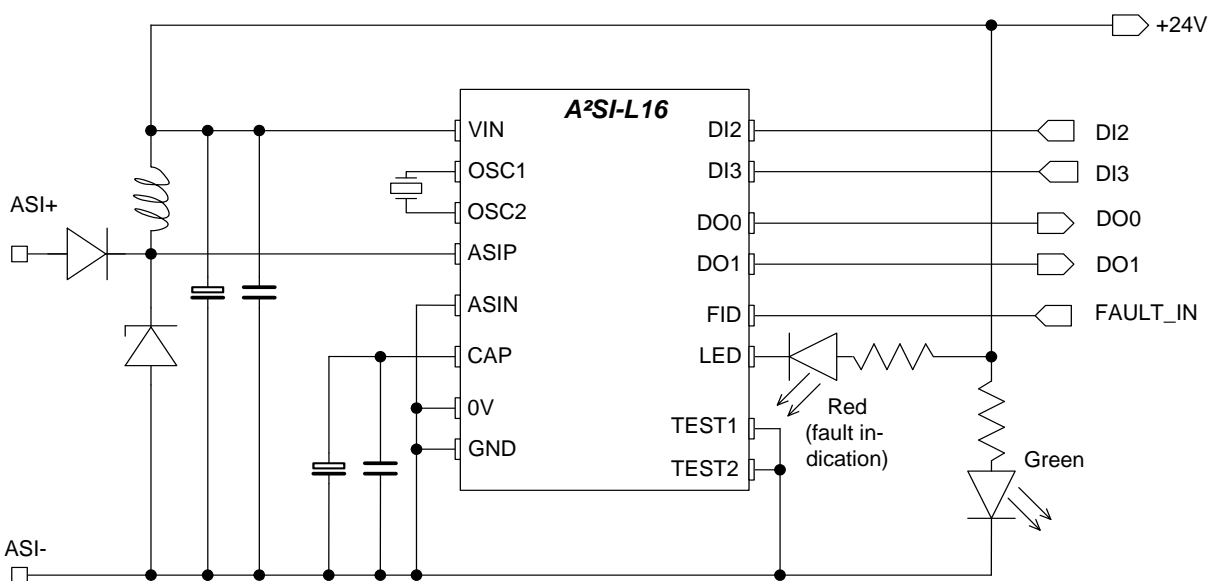 +24V
A²SI-L16
VIN
DI2
DI2
OSC1
DI3
DI3
ASI+
OSC2
DO0
DO0
ASIP
DO1
DO1
ASIN
FID
FAULT_IN
CAP
LED
Red
(fault in-
dication)
0V
TEST1
GND
TEST2
Green
ASI-